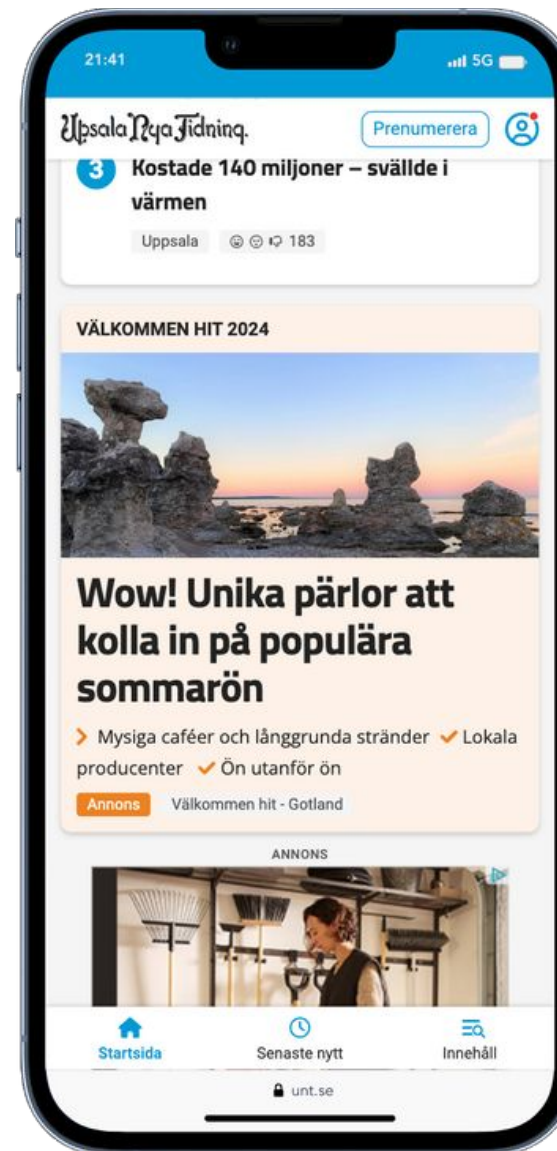 21:41
5G
Upsala Nya Tidning.
Prenumerera
3
Kostade 140 miljoner – svällde i
värmen
Uppsala
183
VÄLKOMMEN HIT 2024
Wow! Unika pärlor att
kolla in på populära
sommarön
Mysiga caféer och långgrunda stränder
Lokala
producenter
Ön utanför ön
Annons
Välkommen hit - Gotland
ANNONS
Startsida
Senaste nytt
Innehåll
unt.se